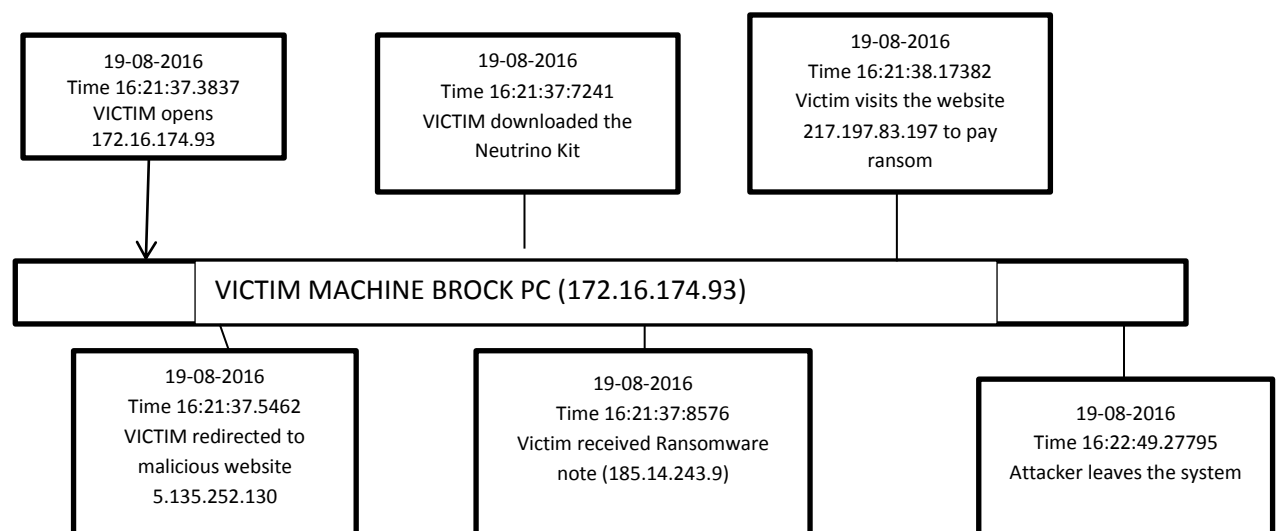 19-08-2016
Time 16:21:37.3837
VICTIM opens
172.16.174.93
19-08-2016
Time 16:21:37:7241
VICTIM downloaded the
Neutrino Kit
19-08-2016
Time 16:21:38.17382
Victim visits the website
217.197.83.197 to pay
ransom
VICTIM MACHINE BROCK PC (172.16.174.93)
19-08-2016
Time 16:21:37.5462
VICTIM redirected to
malicious website
5.135.252.130
19-08-2016
Time 16:21:37:8576
Victim received Ransomware
note (185.14.243.9)
19-08-2016
Time 16:22:49.27795
Attacker leaves the system